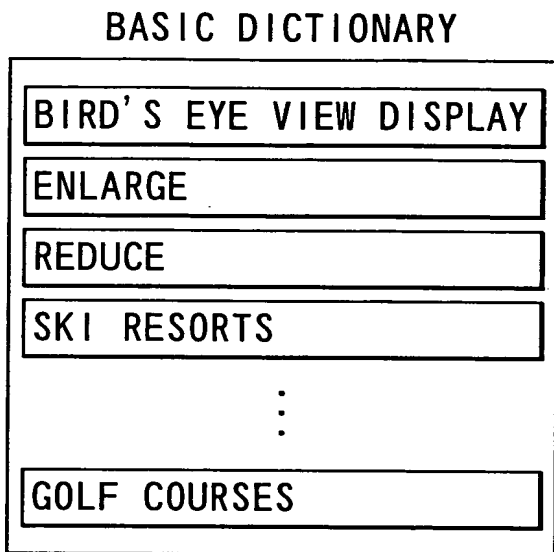 BASIC DICTIONARY
BIRD'S EYE VIEW DISPLAY
ENLARGE
REDUCE
SKI RESORTS
⋮
GOLF COURSES